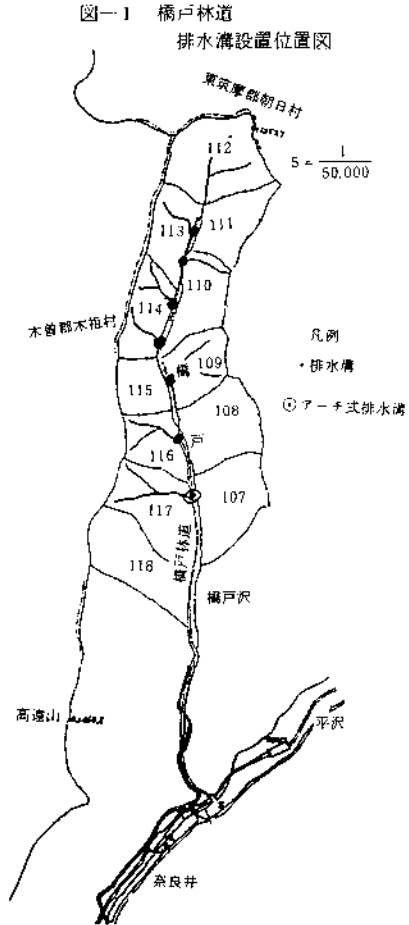 図―1 橋戸林道
排水溝設置位置図
東筑摩郡朝日村
S = 1/50,000
112
113
111
110
114
木曽郡木祖村
凡例
・排水溝
⊙アーチ式排水溝
橋
109
115
108
戸
116
117
107
橋戸林道
118
橋戸沢
高遠山
平沢
奈良井